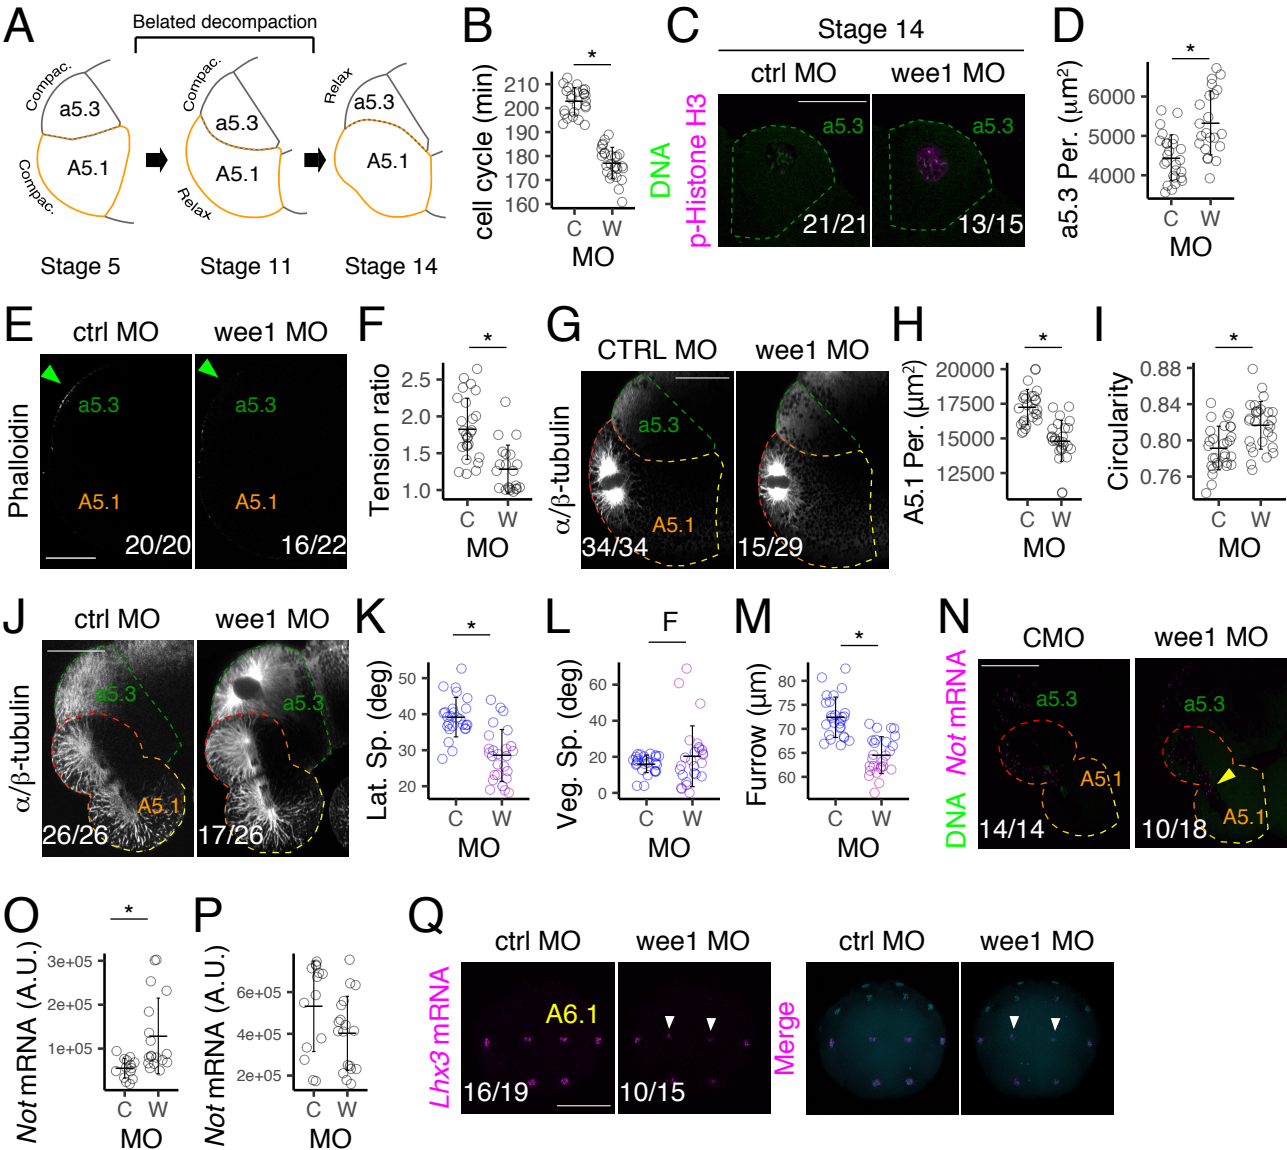 A
Belated decompaction
Compac.
a5.3
Compac.
A5.1
Compac.
a5.3
Relax
A5.1
Relax
a5.3
A5.1
Stage 5
Stage 11
Stage 14
B
cell cycle (min)
*
210
200
190
180
170
160
C
W
MO
C
Stage 14
ctrl MO
wee1 MO
DNA
p-Histone H3
a5.3
21/21
a5.3
13/15
D
a5.3 Per. (μm²)
*
6000
5000
4000
C
W
MO
E
ctrl MO
wee1 MO
Phalloidin
a5.3
A5.1
20/20
a5.3
A5.1
16/22
F
Tension ratio
*
2.5
2.0
1.5
1.0
C
W
MO
G
CTRL MO
wee1 MO
α/β-tubulin
a5.3
A5.1
34/34
15/29
H
A5.1 Per. (μm²)
*
20000
17500
15000
12500
C
W
MO
I
Circularity
*
0.88
0.84
0.80
0.76
C
W
MO
J
ctrl MO
wee1 MO
α/β-tubulin
a5.3
A5.1
26/26
a5.3
17/26
K
Lat. Sp. (deg)
*
50
40
30
20
C
W
MO
L
Veg. Sp. (deg)
F
60
40
20
0
C
W
MO
M
Furrow (μm)
*
80
75
70
65
60
C
W
MO
N
CMO
wee1 MO
DNA Not mRNA
a5.3
A5.1
14/14
a5.3
A5.1
10/18
O
Not mRNA (A.U.)
*
3e+05
2e+05
1e+05
C
W
MO
P
Not mRNA (A.U.)
6e+05
4e+05
2e+05
C
W
MO
Q
ctrl MO
wee1 MO
ctrl MO
wee1 MO
Lhx3 mRNA
A6.1
16/19
10/15
Merge